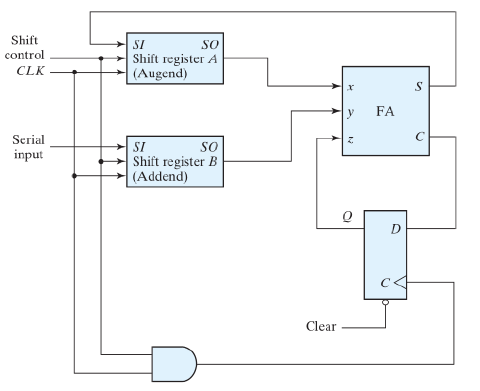 Shift
control
CLK
SI SO
Shift register A
(Augend)
x S
y FA
z C
Serial
input
SI SO
Shift register B
(Addend)
Q
D
C
Clear